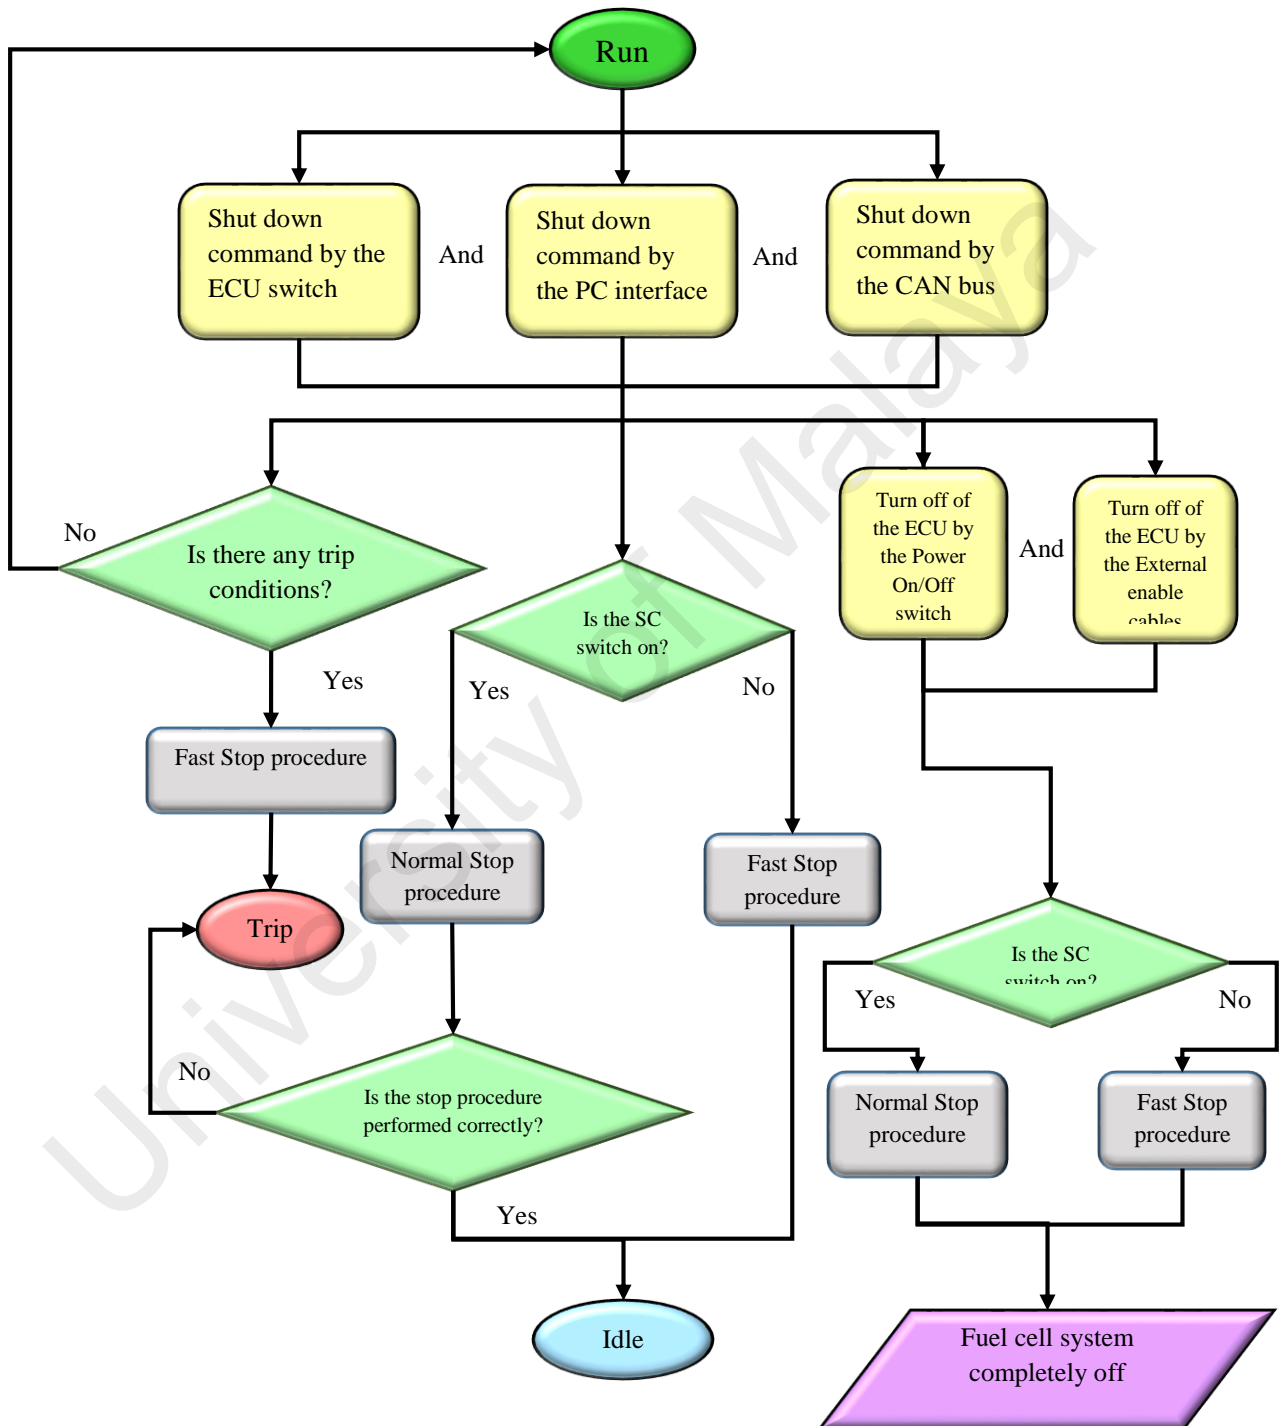 Run
Shut down
command by the
ECU switch
And
Shut down
command by
the PC interface
And
Shut down
command by
the CAN bus
No
Is there any trip
conditions?
Is the SC
switch on?
Turn off of
the ECU by
the Power
On/Off
switch
And
Turn off of
the ECU by
the External
enable
cables
Yes
Yes
No
Fast Stop procedure
Normal Stop
procedure
Fast Stop
procedure
Trip
Is the SC
switch on?
Yes
No
No
Is the stop procedure
performed correctly?
Normal Stop
procedure
Fast Stop
procedure
Yes
Idle
Fuel cell system
completely off
University of Malaya